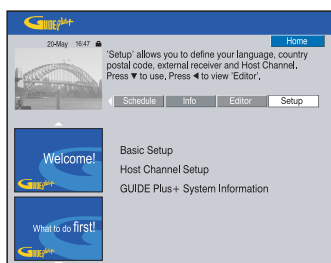 GUIDE Plus+
Home
20-May 16:47
'Setup' allows you to define your language, country
postal code, external receiver and Host Channel.
Press ▼ to use. Press ◄ to view 'Editor'.
Schedule Info Editor Setup
Welcome!
GUIDE Plus+
Basic Setup
Host Channel Setup
GUIDE Plus+ System Information
What to do first!
GUIDE Plus+